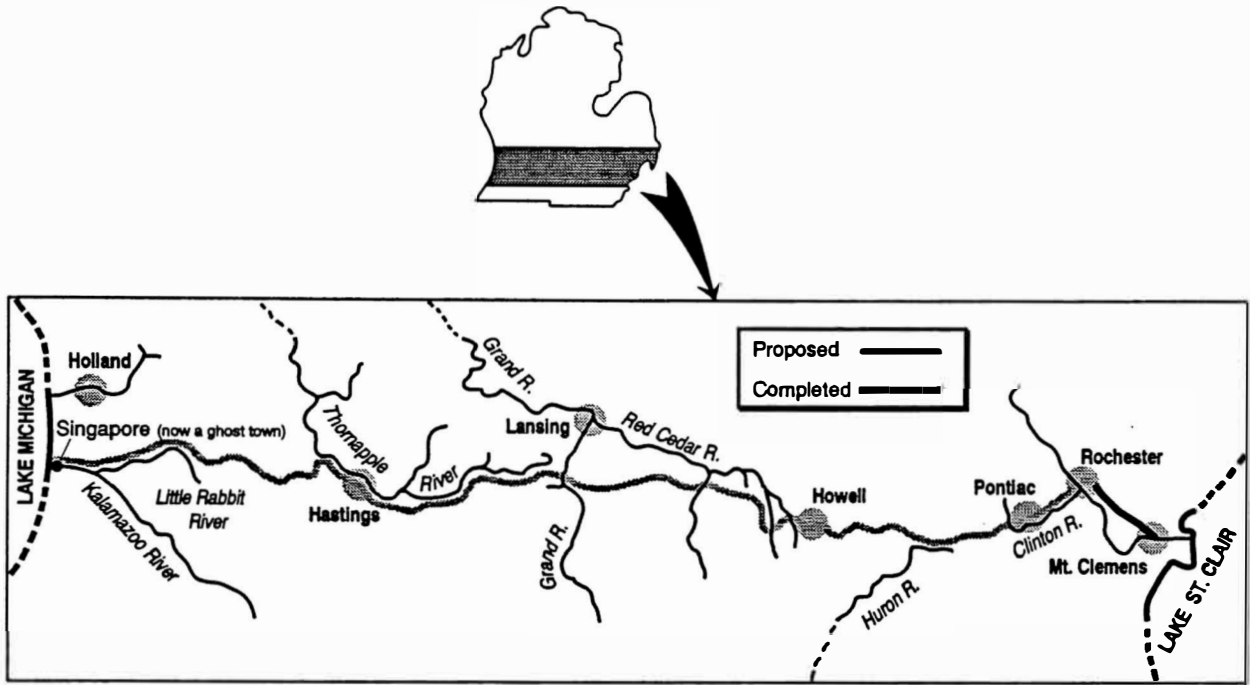 Proposed
Completed
LAKE MICHIGAN
Holland
Singapore (now a ghost town)
Kalamazoo River
Little Rabbit
River
Thornapple
River
Hastings
Grand R.
Lansing
Red Cedar R.
Grand R.
Howell
Huron R.
Pontiac
Clinton R.
Rochester
Mt. Clemens
LAKE ST. CLAIR